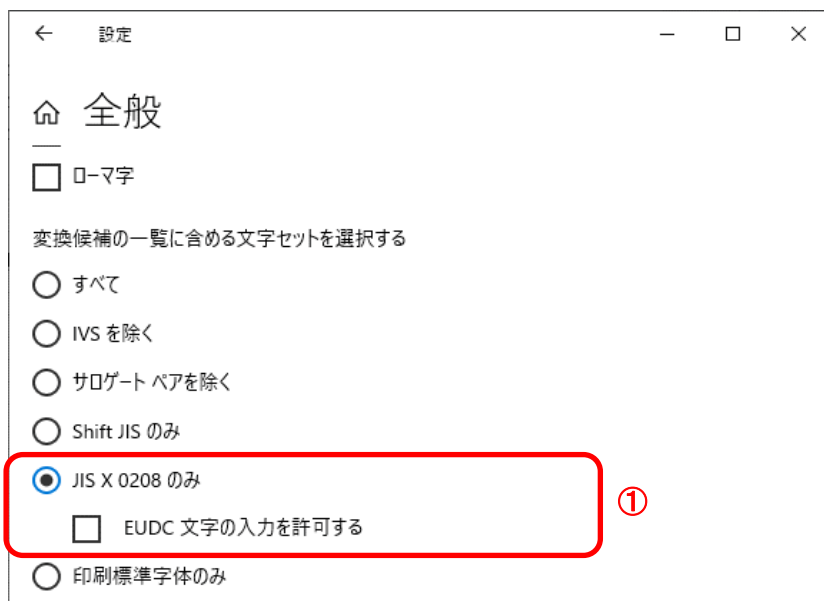 設定
全般
ローマ字
変換候補の一覧に含める文字セットを選択する
すべて
IVS を除く
サロゲート ペアを除く
Shift JIS のみ
JIS X 0208 のみ
①
EUDC 文字の入力を許可する
印刷標準字体のみ